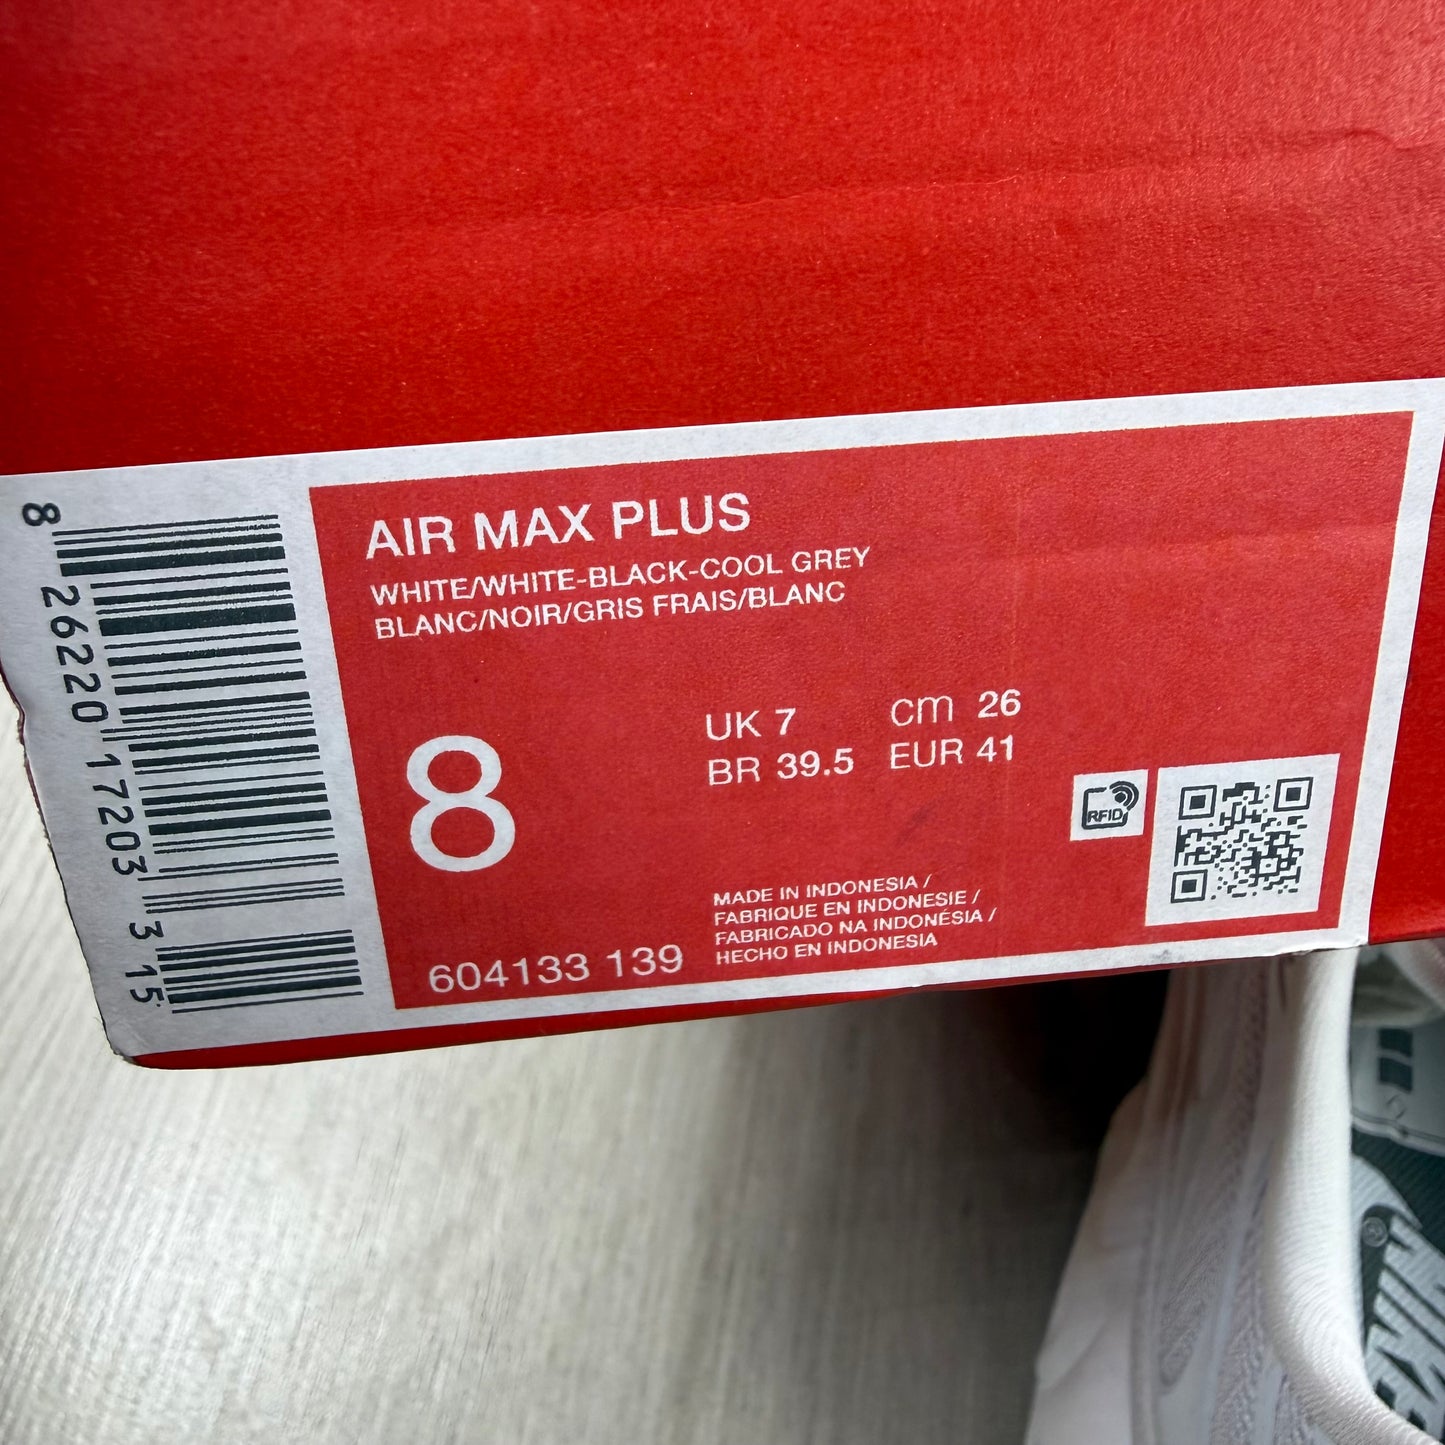 AIR MAX PLUS
WHITE/WHITE-BLACK-COOL GREY
BLANC/NOIR/GRIS FRAIS/BLANC
8
UK 7 CM 26
BR 39.5 EUR 41
RFID
MADE IN INDONESIA /
FABRIQUE EN INDONESIE /
FABRICADO NA INDONÉSIA /
HECHO EN INDONESIA
604133 139
8 26220 17203 3 15
NIKE